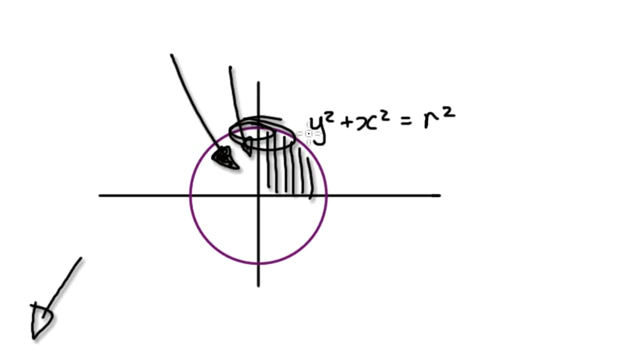 y² + x² = r²